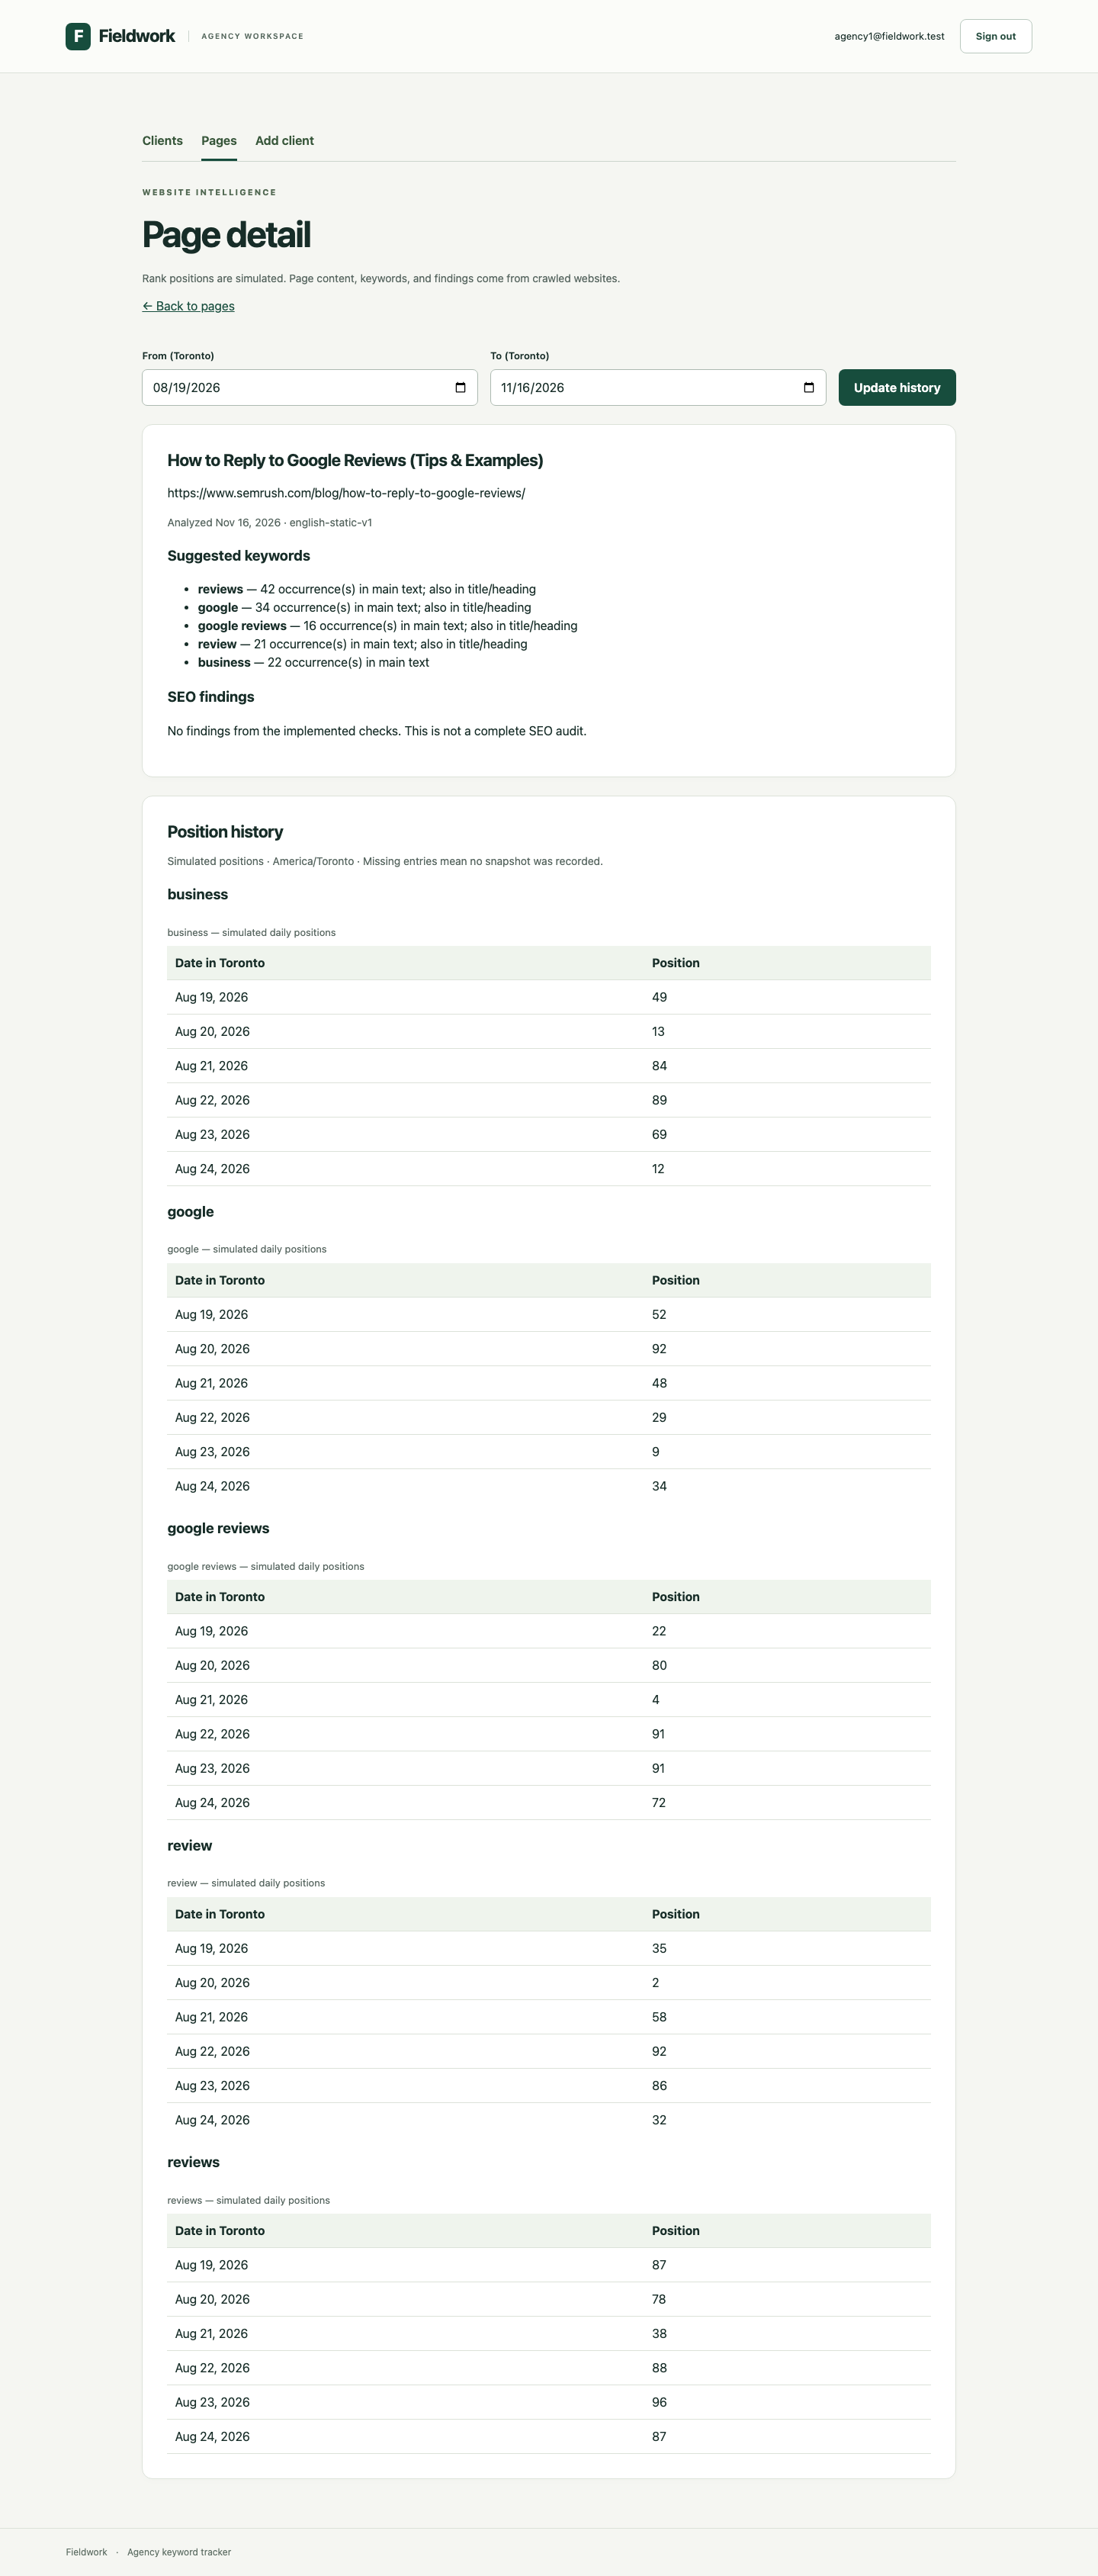 F Fieldwork AGENCY WORKSPACE agency1@fieldwork.test Sign out
Clients Pages Add client
WEBSITE INTELLIGENCE
Page detail
Rank positions are simulated. Page content, keywords, and findings come from crawled websites.
← Back to pages
From (Toronto) To (Toronto)
08/19/2026 11/16/2026 Update history
How to Reply to Google Reviews (Tips & Examples)
https://www.semrush.com/blog/how-to-reply-to-google-reviews/
Analyzed Nov 16, 2026 · english-static-v1
Suggested keywords
• reviews — 42 occurrence(s) in main text; also in title/heading
• google — 34 occurrence(s) in main text; also in title/heading
• google reviews — 16 occurrence(s) in main text; also in title/heading
• review — 21 occurrence(s) in main text; also in title/heading
• business — 22 occurrence(s) in main text
SEO findings
No findings from the implemented checks. This is not a complete SEO audit.
Position history
Simulated positions · America/Toronto · Missing entries mean no snapshot was recorded.
business
business — simulated daily positions
Date in Toronto Position
Aug 19, 2026 49
Aug 20, 2026 13
Aug 21, 2026 84
Aug 22, 2026 89
Aug 23, 2026 69
Aug 24, 2026 12
google
google — simulated daily positions
Date in Toronto Position
Aug 19, 2026 52
Aug 20, 2026 92
Aug 21, 2026 48
Aug 22, 2026 29
Aug 23, 2026 9
Aug 24, 2026 34
google reviews
google reviews — simulated daily positions
Date in Toronto Position
Aug 19, 2026 22
Aug 20, 2026 80
Aug 21, 2026 4
Aug 22, 2026 91
Aug 23, 2026 91
Aug 24, 2026 72
review
review — simulated daily positions
Date in Toronto Position
Aug 19, 2026 35
Aug 20, 2026 2
Aug 21, 2026 58
Aug 22, 2026 92
Aug 23, 2026 86
Aug 24, 2026 32
reviews
reviews — simulated daily positions
Date in Toronto Position
Aug 19, 2026 87
Aug 20, 2026 78
Aug 21, 2026 38
Aug 22, 2026 88
Aug 23, 2026 96
Aug 24, 2026 87
Fieldwork · Agency keyword tracker